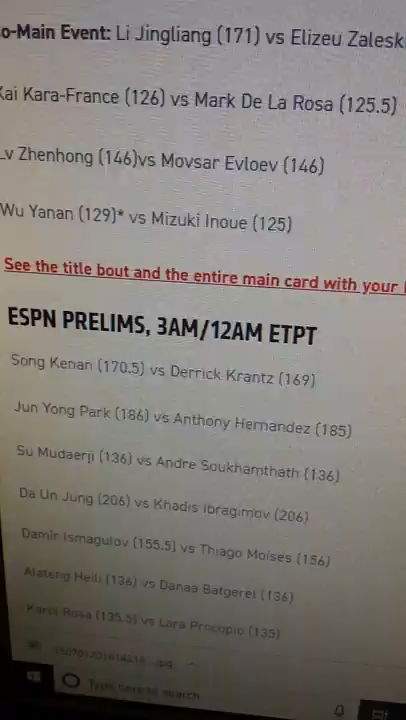 o-Main Event: Li Jingliang (171) vs Elizeu Zalesk
Kai Kara-France (126) vs Mark De La Rosa (125.5)
Lv Zhenhong (146)vs Movsar Evloev (146)
Wu Yanan (129)* vs Mizuki Inoue (125)
See the title bout and the entire main card with your
ESPN PRELIMS, 3AM/12AM ETPT
Song Kenan (170.5) vs Derrick Krantz (169)
Jun Yong Park (186) vs Anthony Hernandez (185)
Su Mudaerji (136) vs Andre Soukhamthath (136)
Da Un Jung (206) vs Khadis Ibragimov (206)
Damir Ismagulov (155.5) vs Thiago Moises (156)
Alateng Heili (136) vs Danaa Batgerel (136)
Karol Rosa (135.5) vs Lara Procopio (135)
.jpg
Type here to search